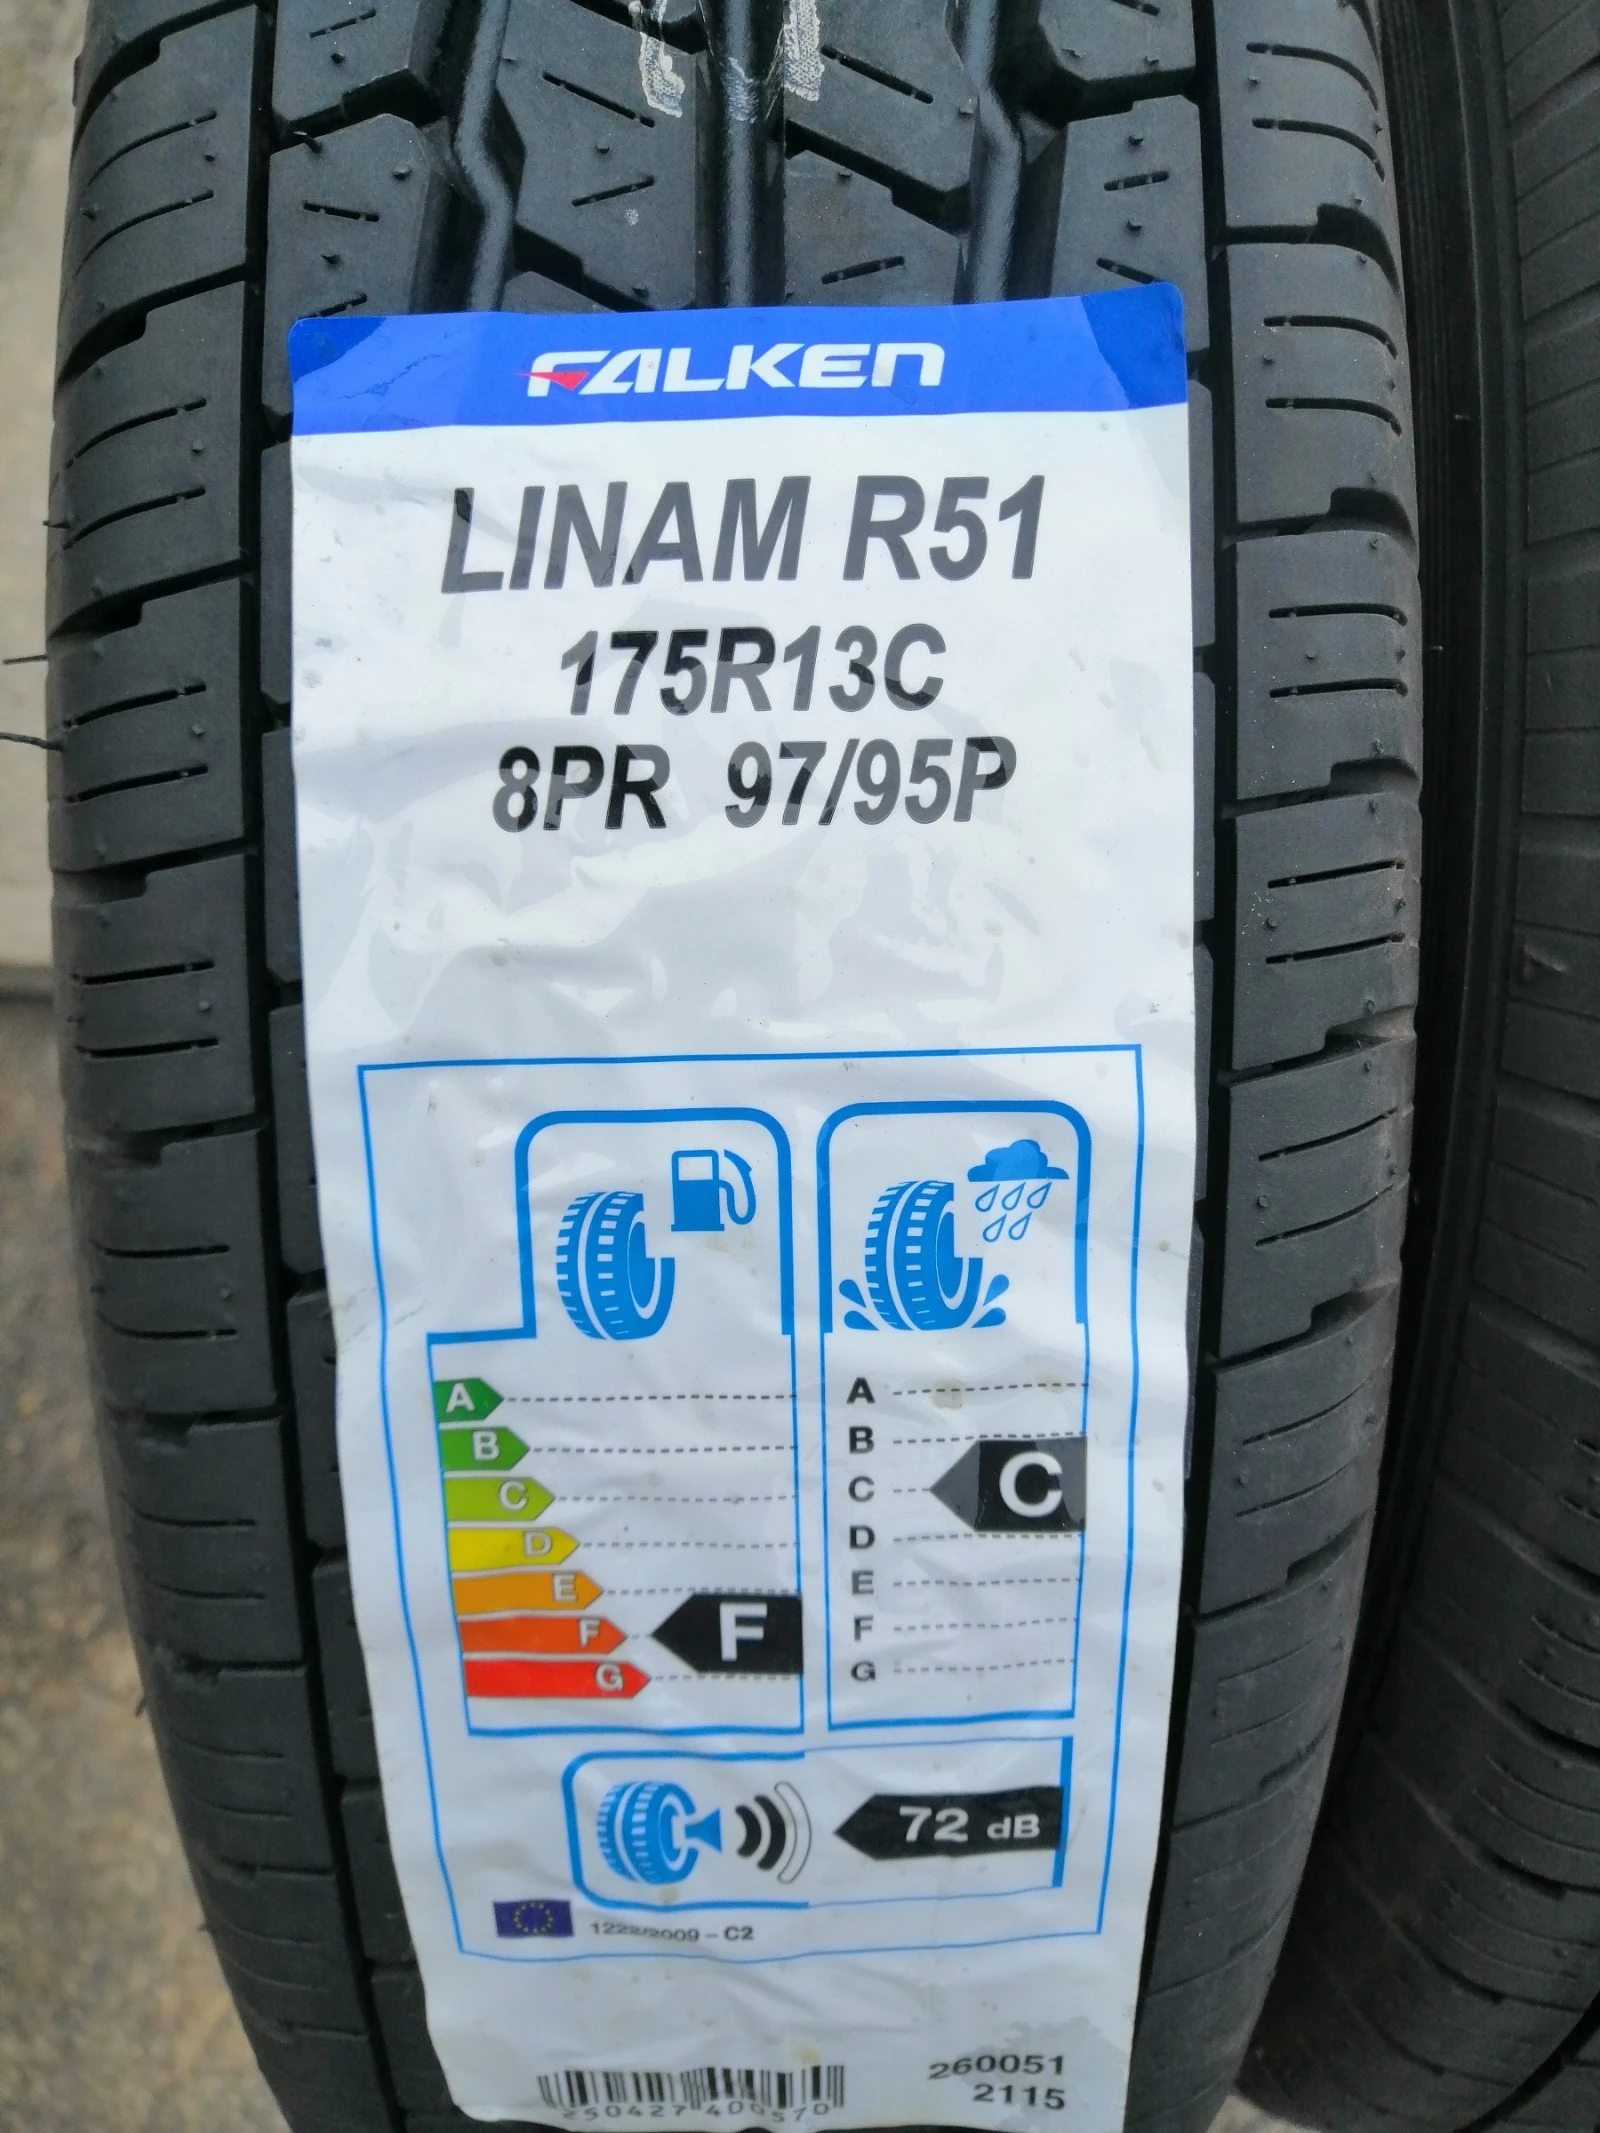 FALKEN
LINAM R51
175R13C
8PR 97/95P
A
B
C
D
E
F
G
F
A
B
C
D
E
F
G
C
72 dB
1222/2009 – C2
260051
2115